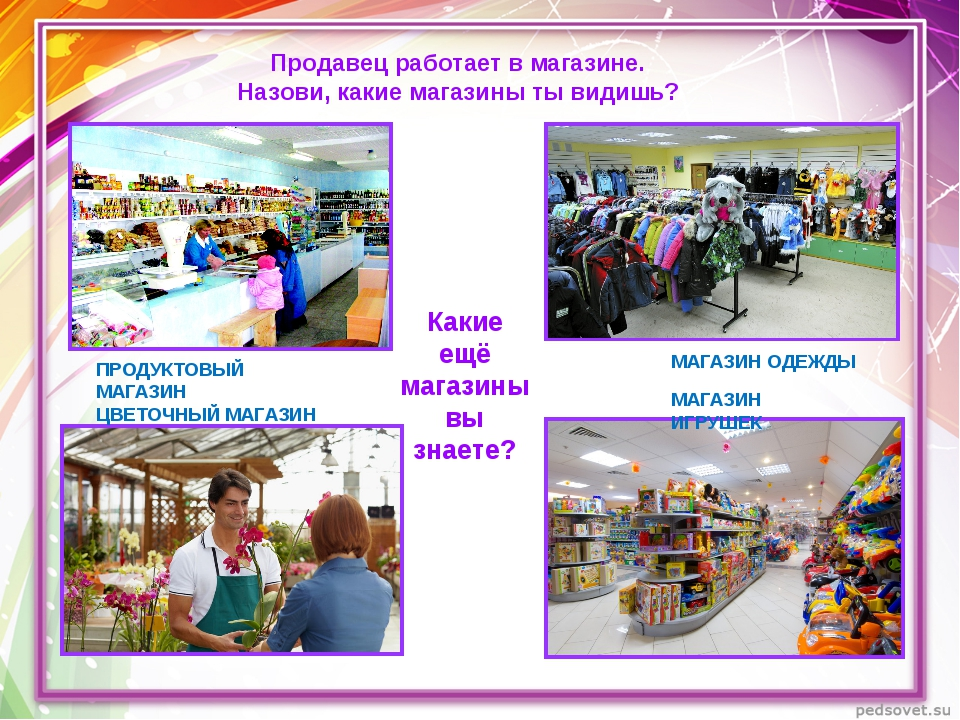 Продавец работает в магазине.
Назови, какие магазины ты видишь?
ПРОДУКТОВЫЙ
МАГАЗИН
ЦВЕТОЧНЫЙ МАГАЗИН
Какие
ещё
магазины
вы
знаете?
МАГАЗИН ОДЕЖДЫ
МАГАЗИН
ИГРУШЕК
pedsovet.su